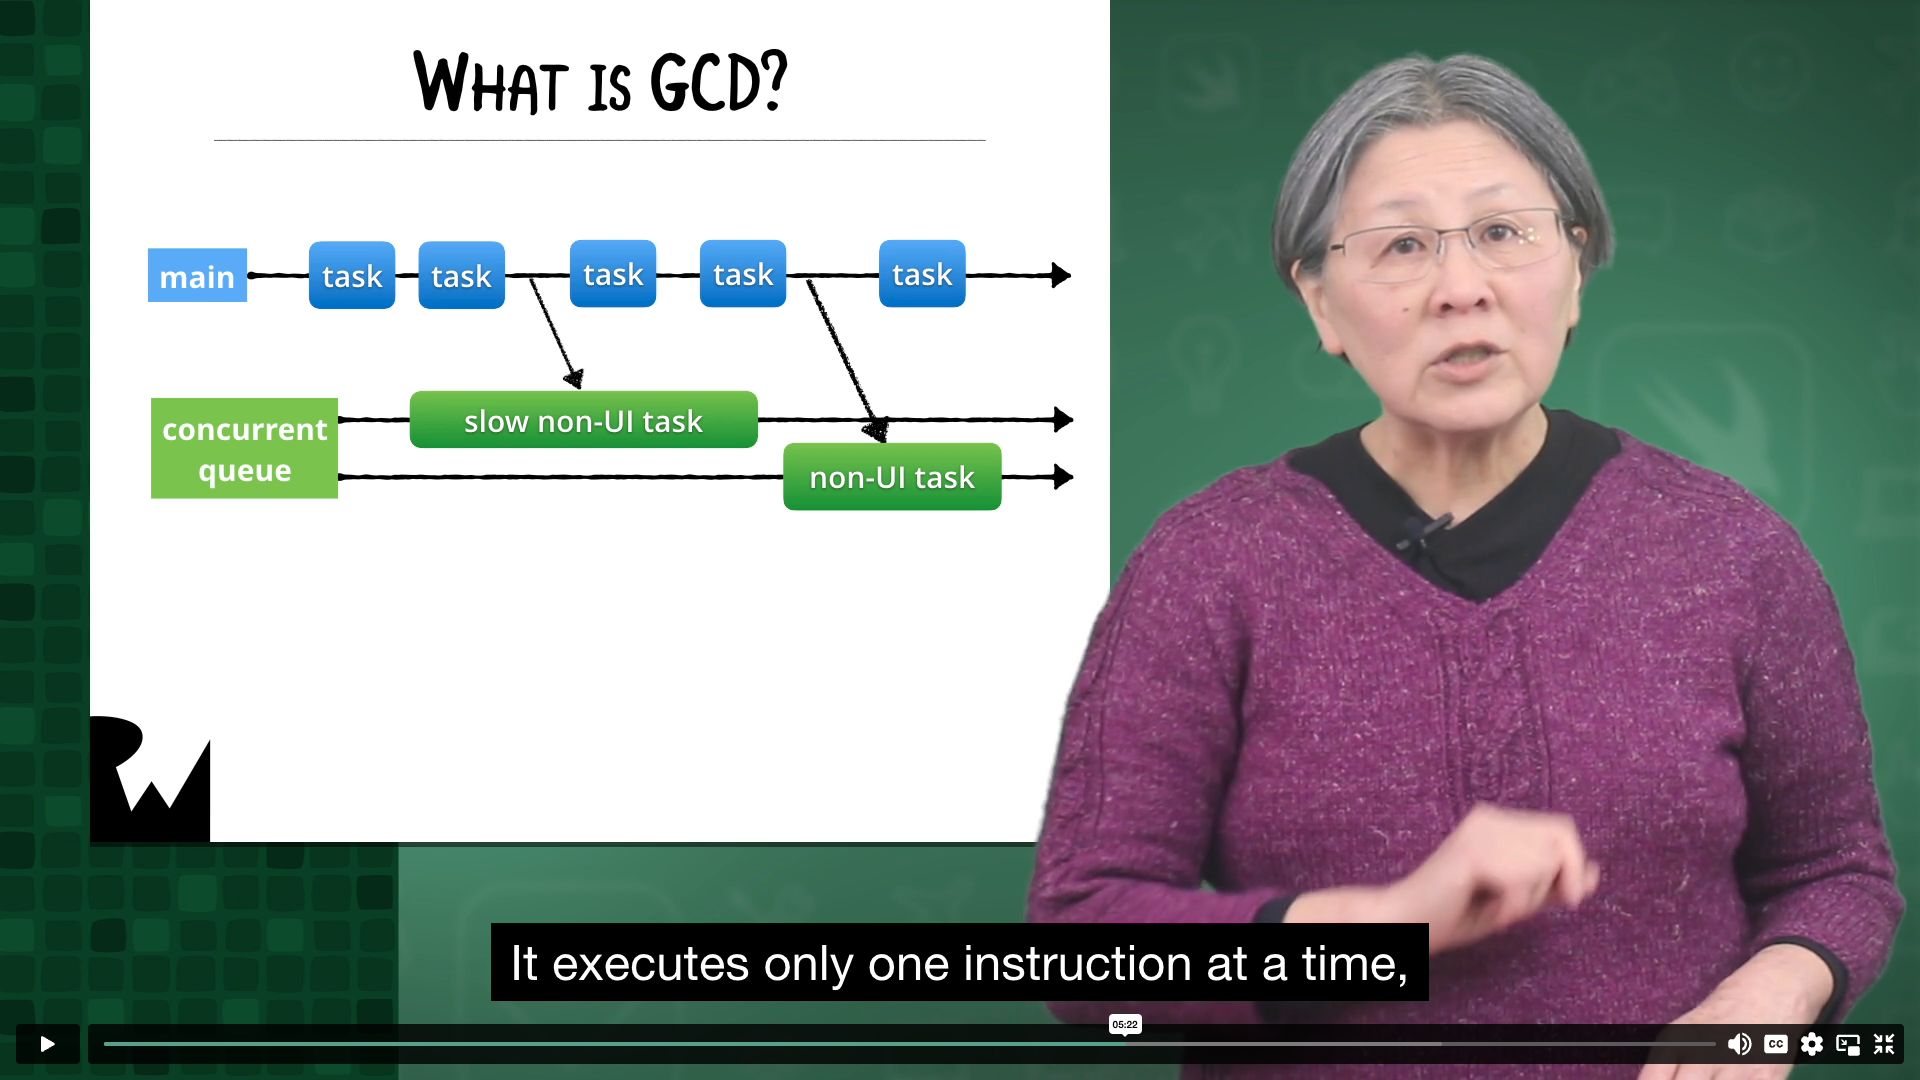 WHAT IS GCD?
main
task
task
task
task
task
concurrent
queue
slow non-UI task
non-UI task
RW
It executes only one instruction at a time,
05:22
CC